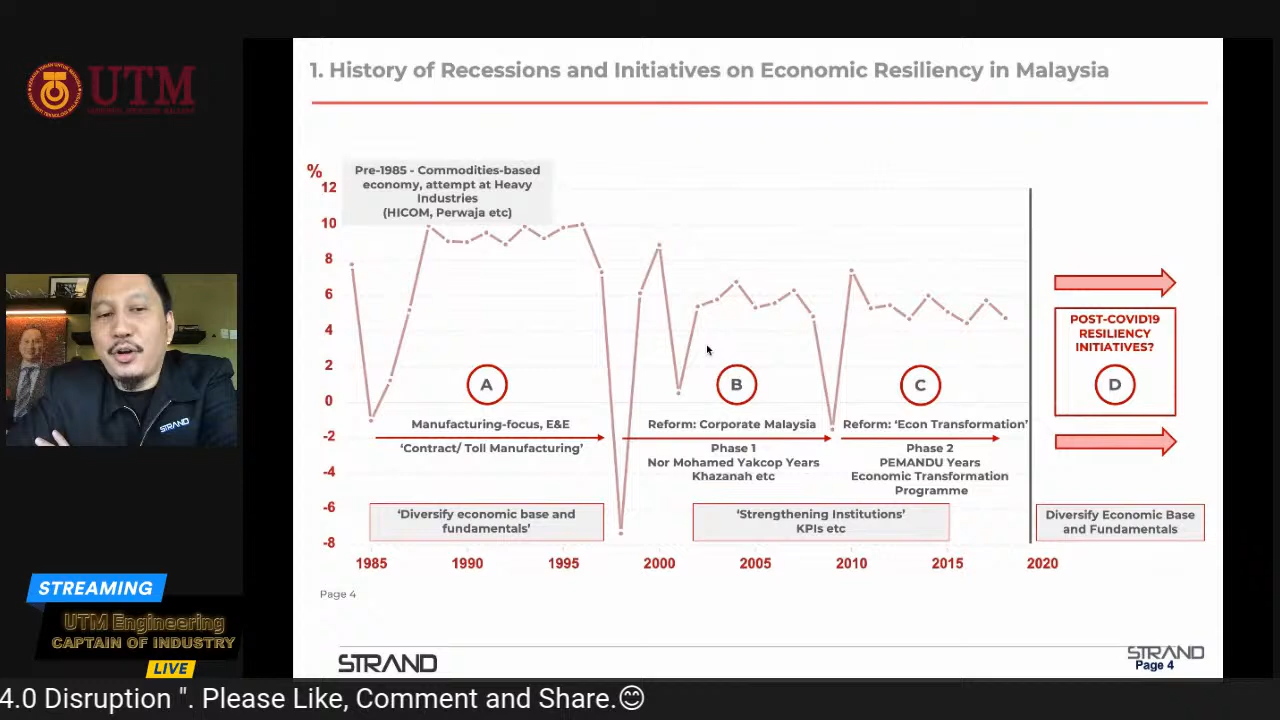 UTM
1. History of Recessions and Initiatives on Economic Resiliency in Malaysia
%
Pre-1985 - Commodities-based
economy, attempt at Heavy
Industries
(HICOM, Perwaja etc)
12
10
8
6
4
2
0
-2
-4
-6
-8
A
Manufacturing-focus, E&E
‘Contract/ Toll Manufacturing’
‘Diversify economic base and
fundamentals’
B
Reform: Corporate Malaysia
Phase 1
Nor Mohamed Yakcop Years
Khazanah etc
C
Reform: ‘Econ Transformation’
Phase 2
PEMANDU Years
Economic Transformation
Programme
‘Strengthening Institutions’
KPIs etc
POST-COVID19
RESILIENCY
INITIATIVES?
D
Diversify Economic Base
and Fundamentals
1985
1990
1995
2000
2005
2010
2015
2020
Page 4
STRAND
STRAND
Page 4
STRAND
STREAMING
UTM Engineering
CAPTAIN OF INDUSTRY
LIVE
4.0 Disruption ". Please Like, Comment and Share.😊